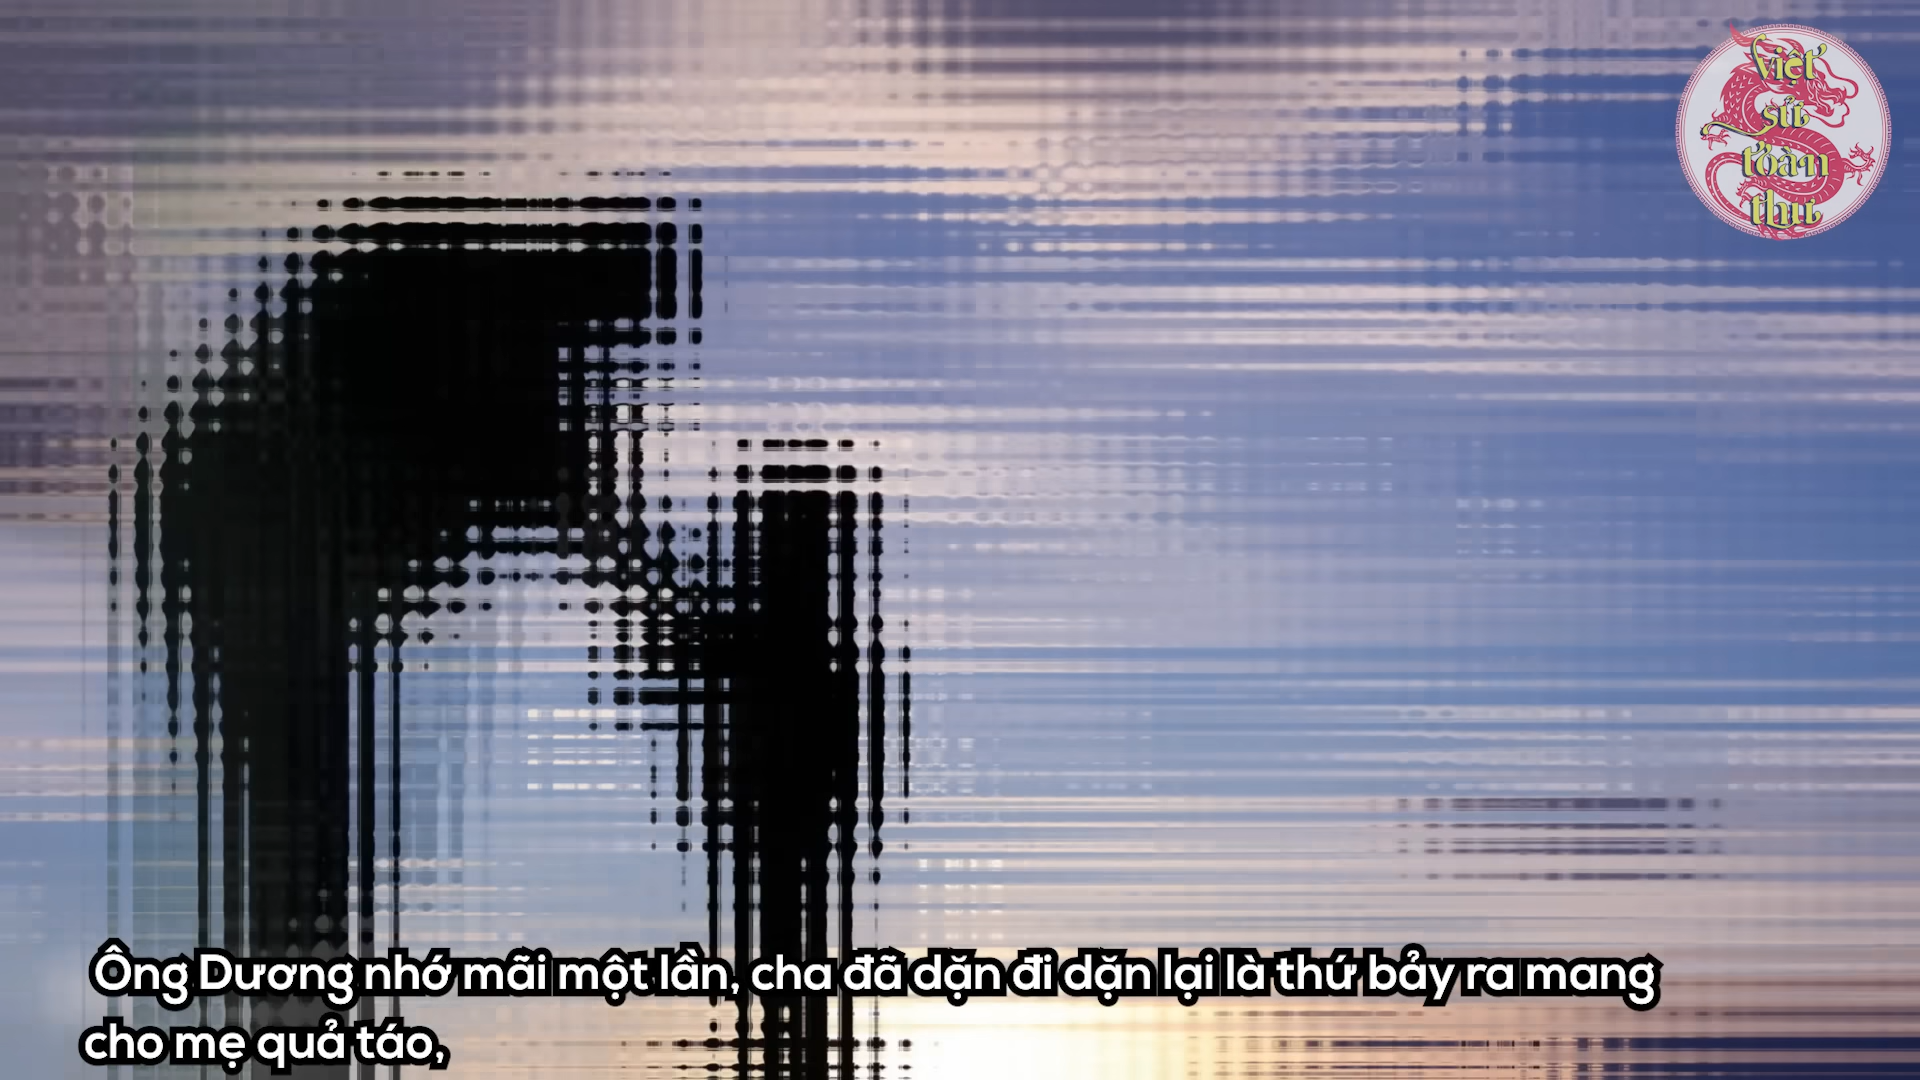 Việt
sử
toàn
thư
Ông Dương nhớ mãi một lần, cha đã dặn đi dặn lại là thứ bảy ra mang
cho mẹ quả táo,